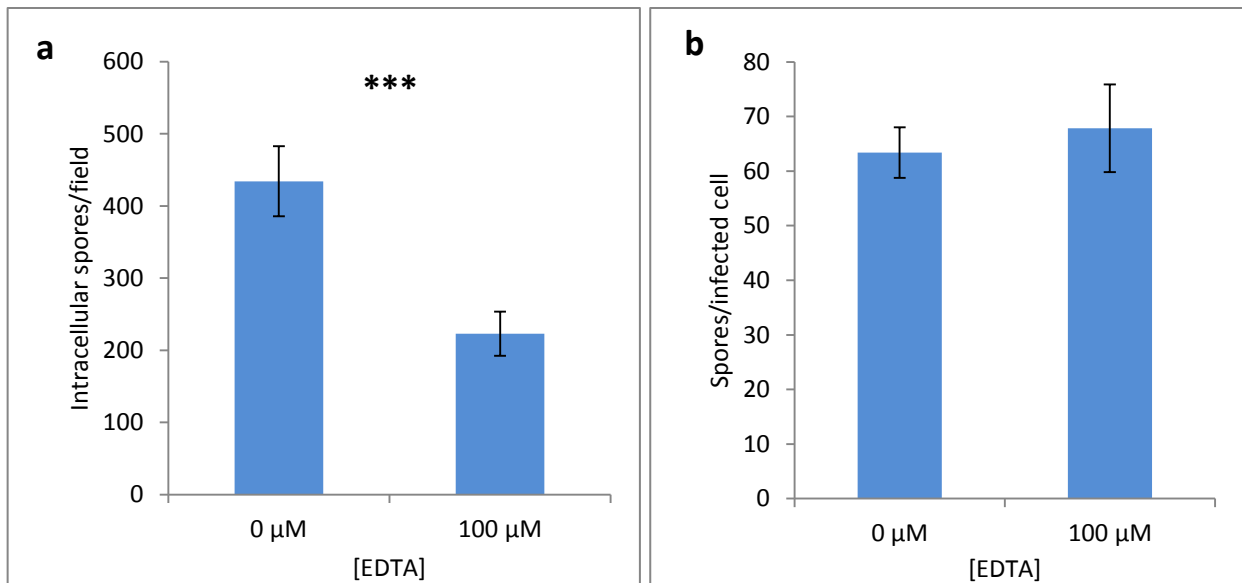 a
***
Intracellular spores/field
600
500
400
300
200
100
0
0 µM
100 µM
[EDTA]
b
Spores/infected cell
80
70
60
50
40
30
20
10
0
0 µM
100 µM
[EDTA]